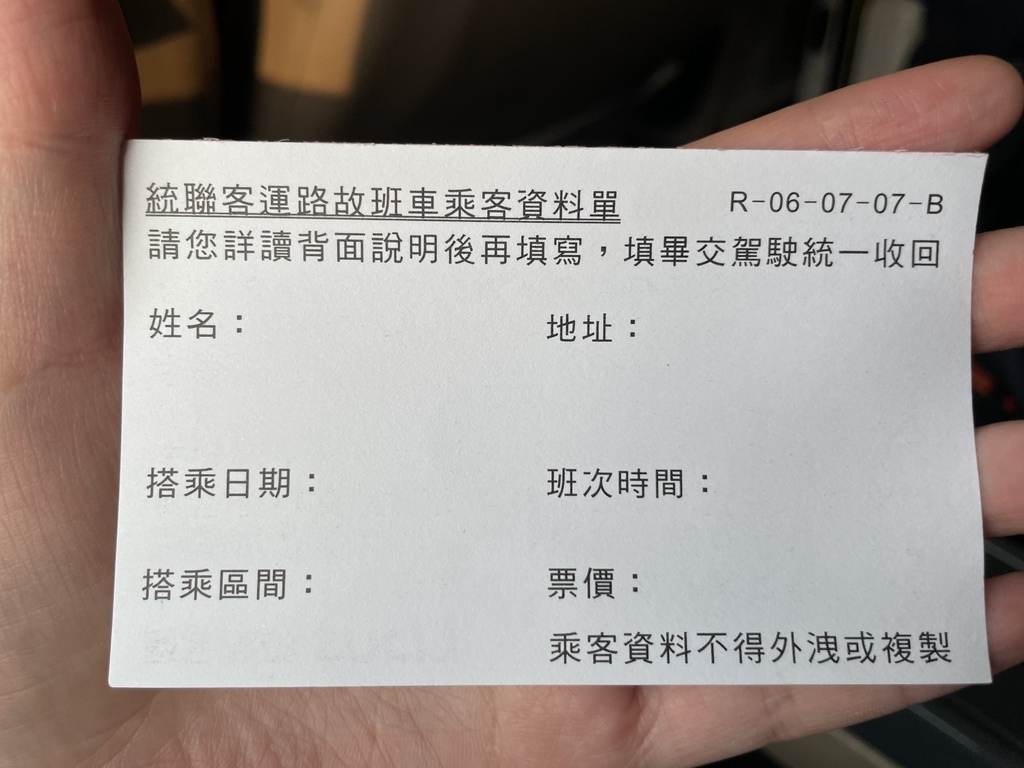 統聯客運路故班車乘客資料單 R-06-07-07-B
請您詳讀背面說明後再填寫，填畢交駕駛統一收回
姓名： 地址：
搭乘日期： 班次時間：
搭乘區間： 票價：
乘客資料不得外洩或複製